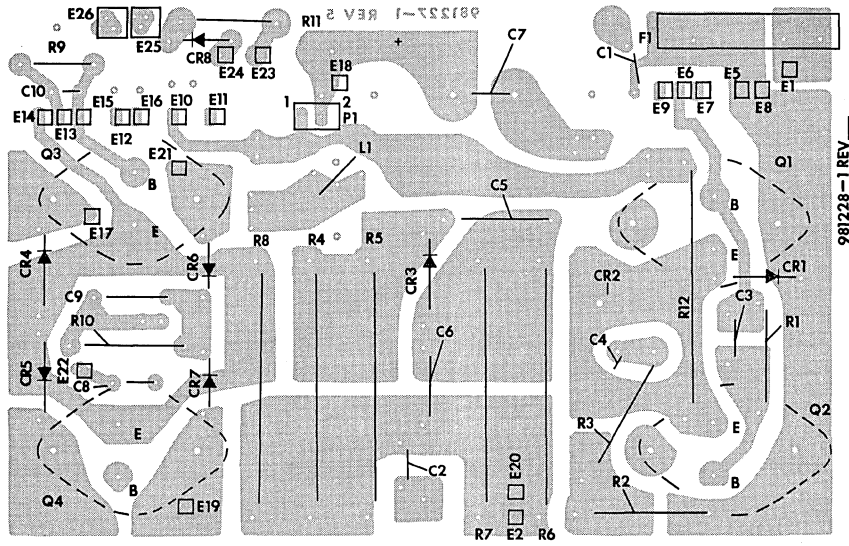 E26
E25
R11
981227-1 REV 5
C7
F1
C1
R9
CR8
E24
E23
E18
E1
C10
E14
E13
E15
E12
E16
E10
E11
1
2
P1
E9
E6
E7
E5
E8
981228-1 REV
Q3
E21
L1
Q1
B
B
C5
E17
E
R8
R4
R5
E
CR4
CR6
CR3
CR2
CR1
C9
R12
C3
R1
R10
C6
C4
CR5
E22
C8
CR7
R3
E
E
Q2
C2
B
E20
B
Q4
E19
R2
R7
E2
R6
+